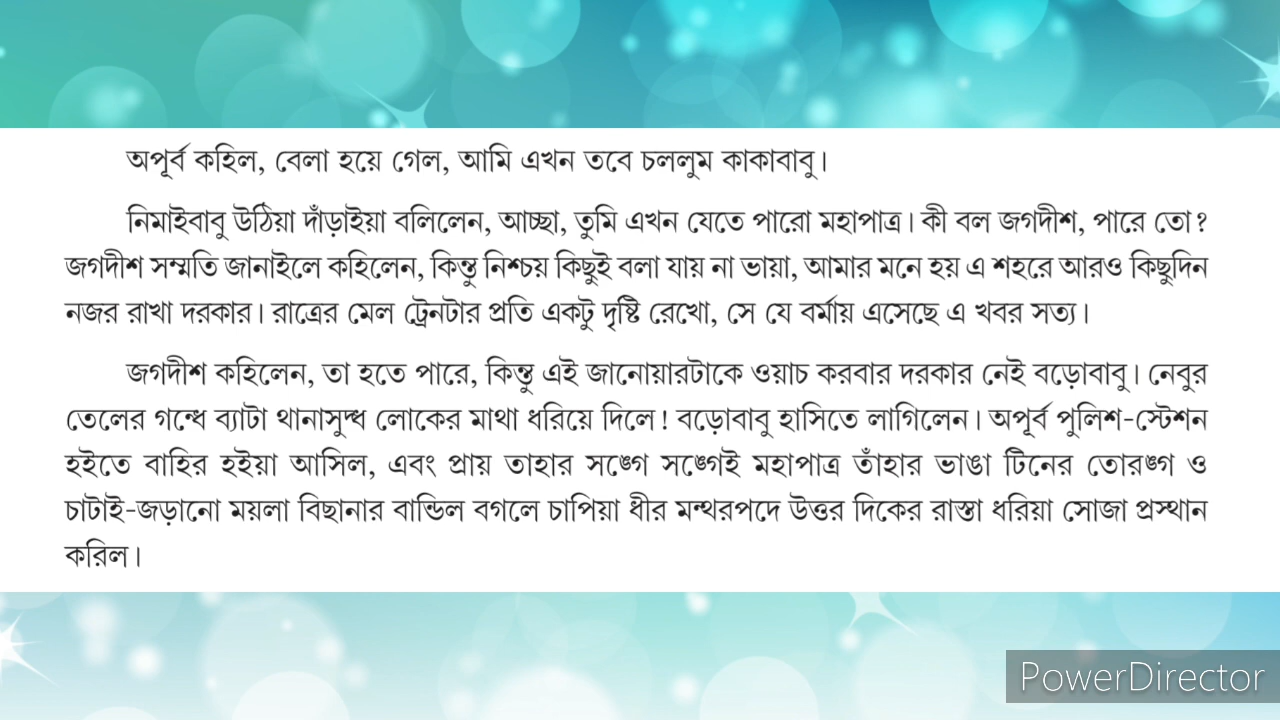 অপূর্ব কহিল, বেলা হয়ে গেল, আমি এখন তবে চললুম কাকাবাবু।
নিমাইবাবু উঠিয়া দাঁড়াইয়া বলিলেন, আচ্ছা, তুমি এখন যেতে পারো মহাপাত্র। কী বল জগদীশ, পারে তো?
জগদীশ সম্মতি জানাইলে কহিলেন, কিন্তু নিশ্চয় কিছুই বলা যায় না ভায়া, আমার মনে হয় এ শহরে আরও কিছুদিন
নজর রাখা দরকার। রাত্রের মেল ট্রেনটার প্রতি একটু দৃষ্টি রেখো, সে যে বর্মায় এসেছে এ খবর সত্য।
জগদীশ কহিলেন, তা হতে পারে, কিন্তু এই জানোয়ারটাকে ওয়াচ করবার দরকার নেই বড়োবাবু। নেবুর
তেলের গন্ধে ব্যাটা থানাসুদ্ধ লোকের মাথা ধরিয়ে দিলে! বড়োবাবু হাসিতে লাগিলেন। অপূর্ব পুলিশ-স্টেশন
হইতে বাহির হইয়া আসিল, এবং প্রায় তাহার সঙ্গে সঙ্গেই মহাপাত্র তাঁহার ভাঙা টিনের তোরঙ্গ ও
চাটাই-জড়ানো ময়লা বিছানার বান্ডিল বগলে চাপিয়া ধীর মন্থরপদে উত্তর দিকের রাস্তা ধরিয়া সোজা প্রস্থান
করিল।
PowerDirector